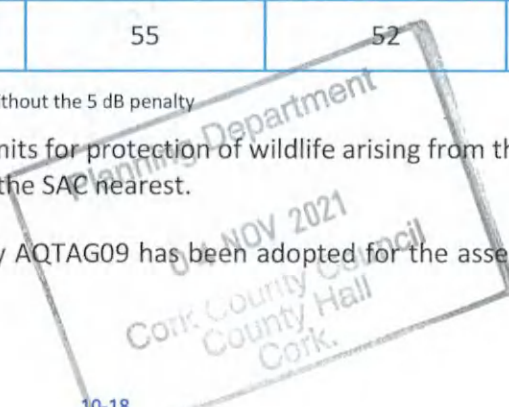 55 52
thout the 5 dB penalty
nits for protection of wildlife arising from th
the SAC nearest.
y AQTAG09 has been adopted for the asse
Planning Department
04 NOV 2021
Cork County Council
County Hall
Cork.
10-18